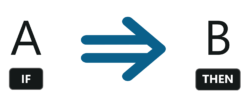 A B
IF THEN